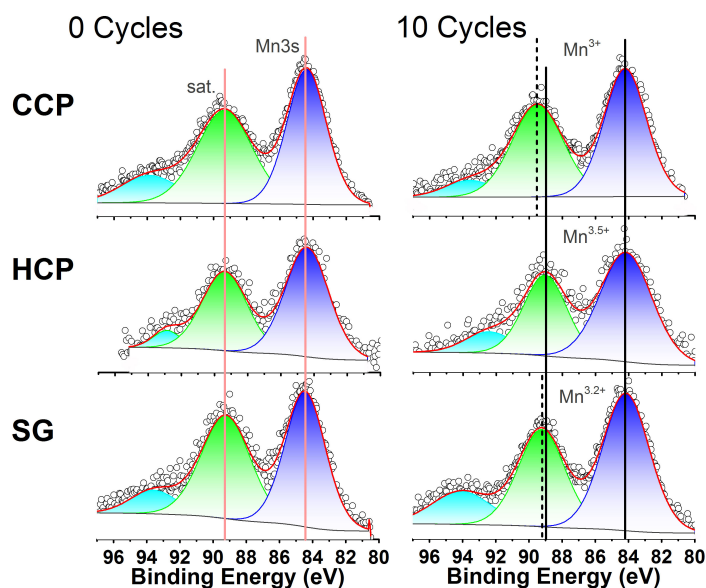 0 Cycles
10 Cycles
Mn3s
sat.
Mn3+
CCP
HCP
Mn3.5+
SG
Mn3.2+
96 94 92 90 88 86 84 82 80
96 94 92 90 88 86 84 82 80
Binding Energy (eV)
Binding Energy (eV)